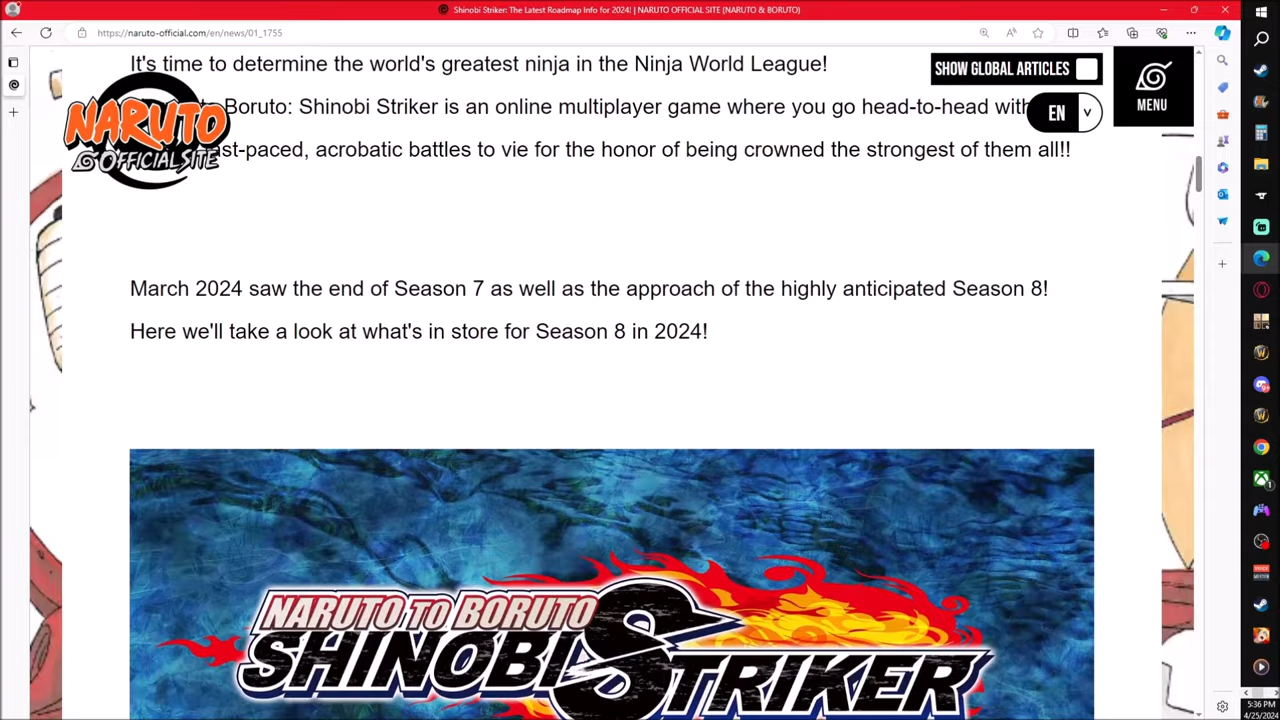 Shinobi Striker: The Latest Roadmap Info for 2024! | NARUTO OFFICIAL SITE (NARUTO & BORUTO)
https://naruto-official.com/en/news/01_1755
It's time to determine the world's greatest ninja in the Ninja World League!
SHOW GLOBAL ARTICLES
MENU
EN
Boruto: Shinobi Striker is an online multiplayer game where you go head-to-head with
st-paced, acrobatic battles to vie for the honor of being crowned the strongest of them all!!
NARUTO
OFFICIAL SITE
March 2024 saw the end of Season 7 as well as the approach of the highly anticipated Season 8!
Here we'll take a look at what's in store for Season 8 in 2024!
NARUTO TO BORUTO
SHINOBI STRIKER
5:36 PM
4/25/2024